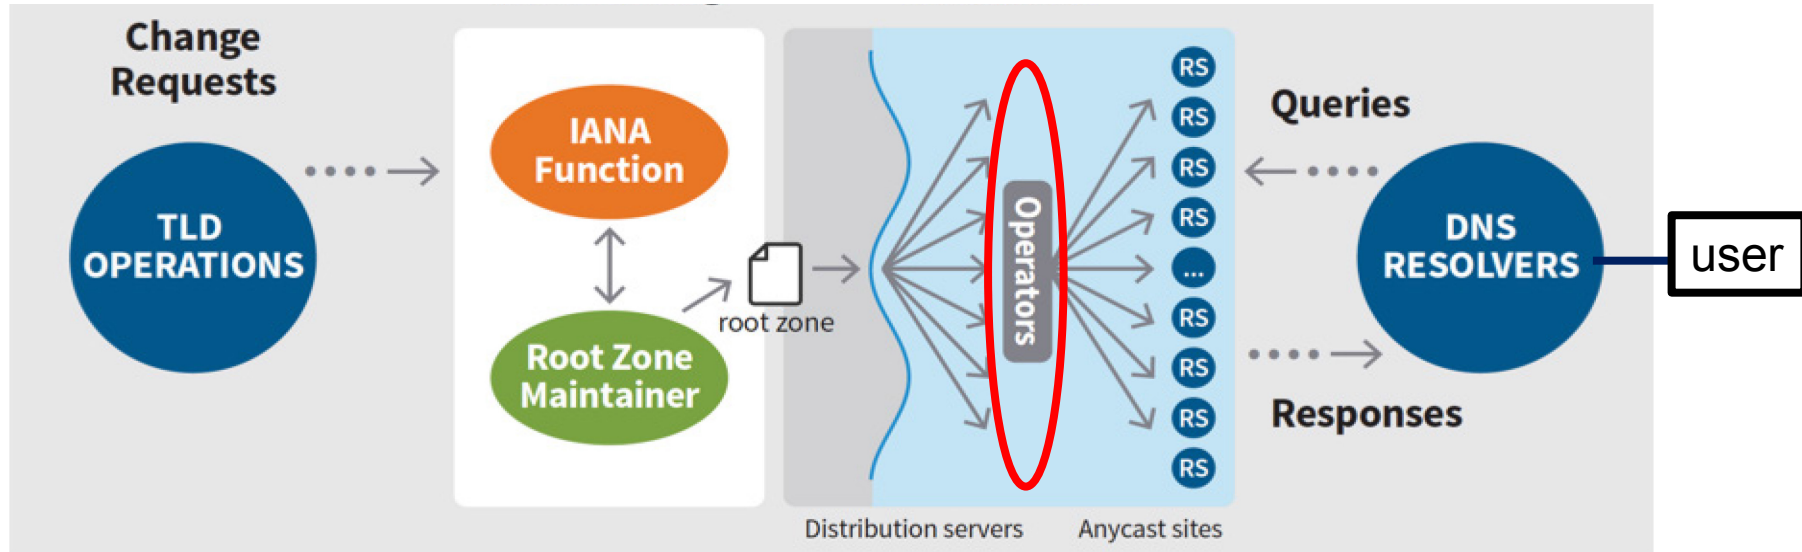 Change
Requests
TLD
OPERATIONS
IANA
Function
Root Zone
Maintainer
root zone
Operators
RS
RS
RS
RS
...
RS
RS
RS
RS
Distribution servers
Anycast sites
Queries
DNS
RESOLVERS
Responses
user